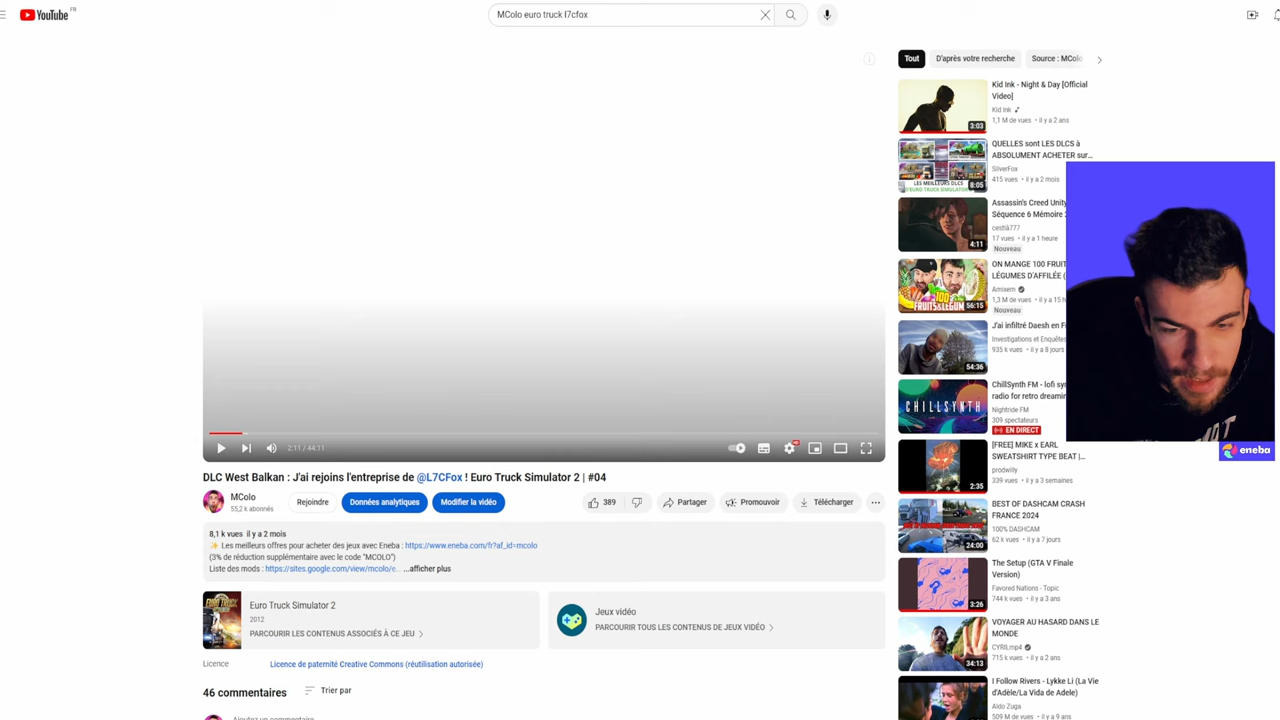 YouTube FR
MColo euro truck l7cfox
Tout
D'après votre recherche
Source : MColo
Kid Ink - Night & Day [Official
Video]
Kid Ink
1,1 M de vues • il y a 2 ans
3:03
QUELLES sont LES DLCS à
ABSOLUMENT ACHETER sur...
SilverFox
415 vues • il y a 2 mois
LES MEILLEURS DLCS
D'EURO TRUCK SIMULATOR
8:05
Assassin's Creed Unity
Séquence 6 Mémoire
cestlà777
17 vues • il y a 1 heure
Nouveau
4:11
ON MANGE 100 FRUIT
LÉGUMES D'AFFILÉE (
Amixem
1,3 M de vues • il y a 15 h
Nouveau
100
FRUITS&LEGUM
56:15
J'ai infiltré Daesh en F
Investigations et Enquête
935 k vues • il y a 8 jours
54:36
ChillSynth FM - lofi syn
radio for retro dreamin
Nightride FM
309 spectateurs
EN DIRECT
CHILLSYNTH
[FREE] MIKE x EARL
SWEATSHIRT TYPE BEAT |...
prodwilly
339 vues • il y a 3 semaines
2:35
eneba
2:11 / 44:11
DLC West Balkan : J'ai rejoins l'entreprise de @L7CFox ! Euro Truck Simulator 2 | #04
MColo
55,2 k abonnés
Rejoindre
Données analytiques
Modifier la vidéo
389
Partager
Promouvoir
Télécharger
8,1 k vues il y a 2 mois
✨ Les meilleurs offres pour acheter des jeux avec Eneba : https://www.eneba.com/fr?af_id=mcolo
(3% de réduction supplémentaire avec le code "MCOLO")
Liste des mods : https://sites.google.com/view/mcolo/e... ...afficher plus
Euro Truck Simulator 2
2012
PARCOURIR LES CONTENUS ASSOCIÉS À CE JEU
Jeux vidéo
PARCOURIR TOUS LES CONTENUS DE JEUX VIDÉO
Licence
Licence de paternité Creative Commons (réutilisation autorisée)
46 commentaires
Trier par
Ajoutez un commentaire...
BEST OF DASHCAM CRASH
FRANCE 2024
100% DASHCAM
62 k vues • il y a 7 jours
24:00
The Setup (GTA V Finale
Version)
Favored Nations - Topic
744 k vues • il y a 3 ans
3:26
VOYAGER AU HASARD DANS LE
MONDE
CYRILmp4
715 k vues • il y a 2 ans
34:13
I Follow Rivers - Lykke Li (La Vie
d'Adèle/La Vida de Adele)
Aldo Zuga
509 M de vues • il y a 9 ans